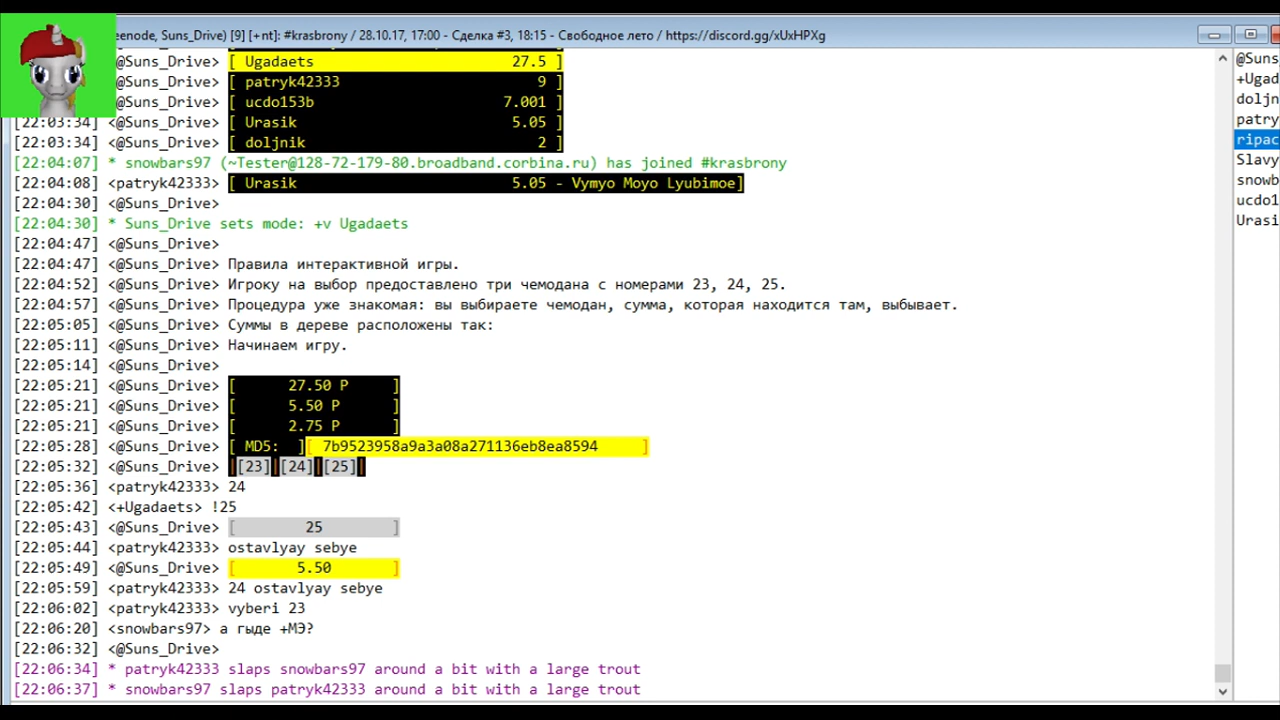 eenode, Suns_Drive) [9] [+nt]: #krasbrony / 28.10.17, 17:00 - Сделка #3, 18:15 - Свободное лето / https://discord.gg/xUxHPXg
@Suns_Drive> [ Ugadaets 27.5 ]
@Suns_Drive> [ patryk42333 9 ]
@Suns_Drive> [ ucdo153b 7.001 ]
[22:03:34] <@Suns_Drive> [ Urasik 5.05 ]
[22:03:34] <@Suns_Drive> [ doljnik 2 ]
[22:04:07] * snowbars97 (~Tester@128-72-179-80.broadband.corbina.ru) has joined #krasbrony
[22:04:08] <patryk42333> [ Urasik 5.05 - Vymyo Moyo Lyubimoe]
[22:04:30] <@Suns_Drive>
[22:04:30] * Suns_Drive sets mode: +v Ugadaets
[22:04:47] <@Suns_Drive>
[22:04:47] <@Suns_Drive> Правила интерактивной игры.
[22:04:52] <@Suns_Drive> Игроку на выбор предоставлено три чемодана с номерами 23, 24, 25.
[22:04:57] <@Suns_Drive> Процедура уже знакомая: вы выбираете чемодан, сумма, которая находится там, выбывает.
[22:05:05] <@Suns_Drive> Суммы в дереве расположены так:
[22:05:11] <@Suns_Drive> Начинаем игру.
[22:05:14] <@Suns_Drive>
[22:05:21] <@Suns_Drive> [ 27.50 Р ]
[22:05:21] <@Suns_Drive> [ 5.50 Р ]
[22:05:21] <@Suns_Drive> [ 2.75 Р ]
[22:05:28] <@Suns_Drive> [ MD5: ][ 7b9523958a9a3a08a271136eb8ea8594 ]
[22:05:32] <@Suns_Drive> |[23]|[24]|[25]|
[22:05:36] <patryk42333> 24
[22:05:42] <+Ugadaets> !25
[22:05:43] <@Suns_Drive> [ 25 ]
[22:05:44] <patryk42333> ostavlyay sebye
[22:05:49] <@Suns_Drive> [ 5.50 ]
[22:05:59] <patryk42333> 24 ostavlyay sebye
[22:06:02] <patryk42333> vyberi 23
[22:06:20] <snowbars97> а гыде +МЭ?
[22:06:32] <@Suns_Drive>
[22:06:34] * patryk42333 slaps snowbars97 around a bit with a large trout
[22:06:37] * snowbars97 slaps patryk42333 around a bit with a large trout
@Suns
+Ugad
doljn
patry
ripac
Slavy
snowb
ucdo1
Urasi